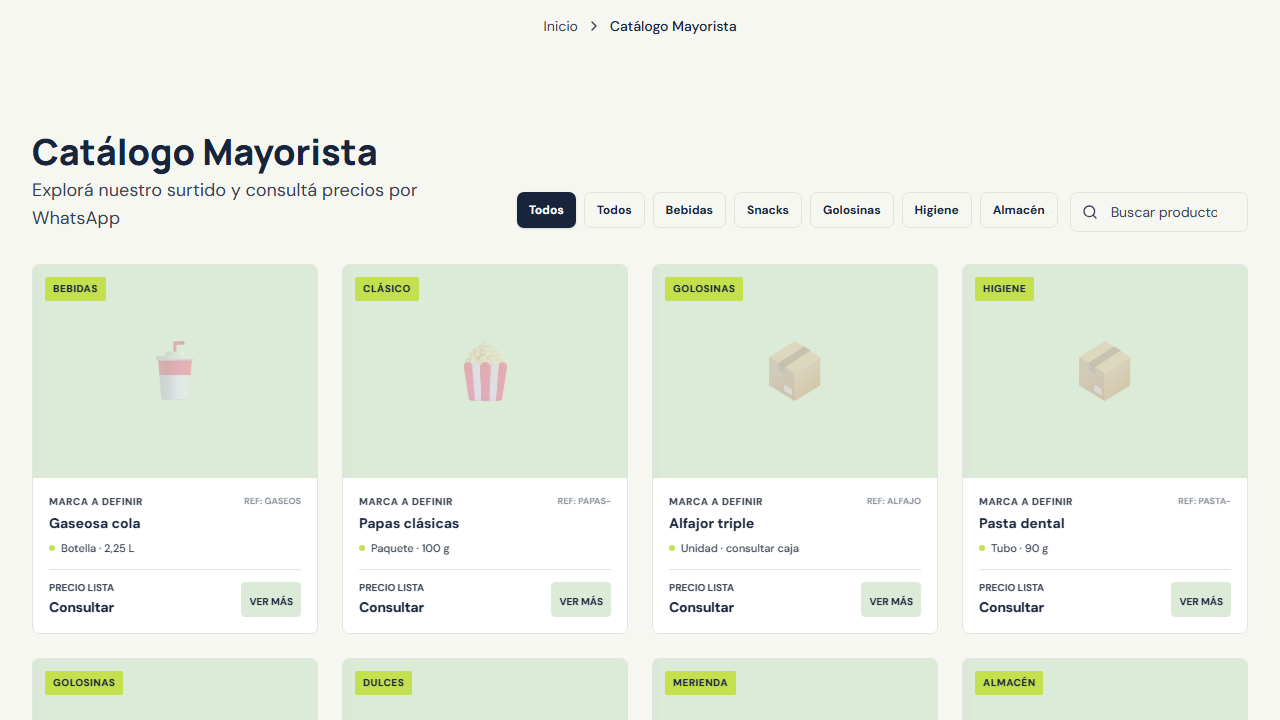 Inicio > Catálogo Mayorista
Catálogo Mayorista
Explorá nuestro surtido y consultá precios por
WhatsApp
Todos
Todos
Bebidas
Snacks
Golosinas
Higiene
Almacén
Buscar producto
BEBIDAS
MARCA A DEFINIR
REF: GASEOS
Gaseosa cola
Botella · 2,25 L
PRECIO LISTA
Consultar
VER MÁS
CLÁSICO
MARCA A DEFINIR
REF: PAPAS-
Papas clásicas
Paquete · 100 g
PRECIO LISTA
Consultar
VER MÁS
GOLOSINAS
MARCA A DEFINIR
REF: ALFAJO
Alfajor triple
Unidad · consultar caja
PRECIO LISTA
Consultar
VER MÁS
HIGIENE
MARCA A DEFINIR
REF: PASTA-
Pasta dental
Tubo · 90 g
PRECIO LISTA
Consultar
VER MÁS
GOLOSINAS
DULCES
MERIENDA
ALMACÉN